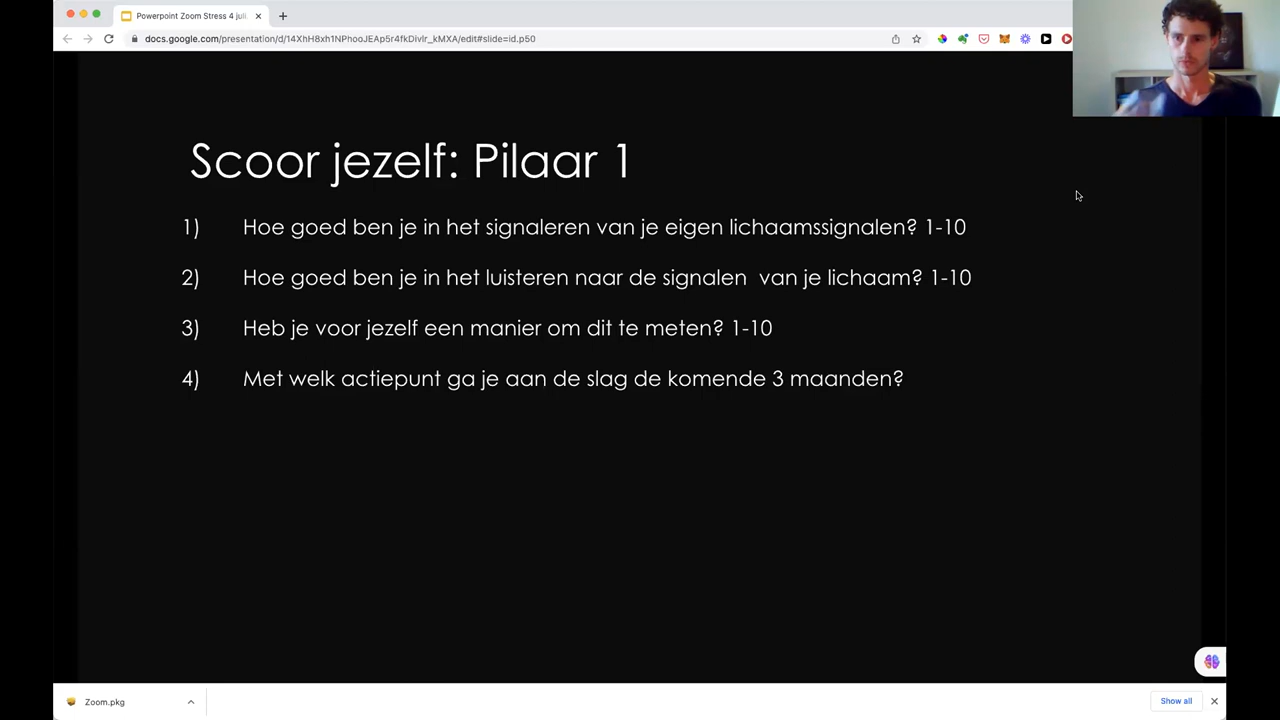 Powerpoint Zoom Stress 4 juli.
docs.google.com/presentation/d/14XhH8xh1NPhooJEAp5r4fkDivlr_kMXA/edit#slide=id.p50
Scoor jezelf: Pilaar 1
1) Hoe goed ben je in het signaleren van je eigen lichaamssignalen? 1-10
2) Hoe goed ben je in het luisteren naar de signalen  van je lichaam? 1-10
3) Heb je voor jezelf een manier om dit te meten? 1-10
4) Met welk actiepunt ga je aan de slag de komende 3 maanden?
Zoom.pkg
Show all